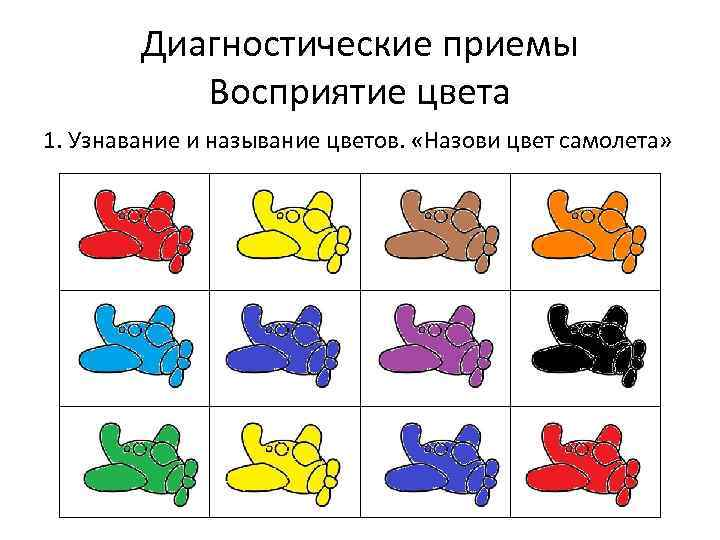 Диагностические приемы
Восприятие цвета
1. Узнавание и называние цветов. «Назови цвет самолета»